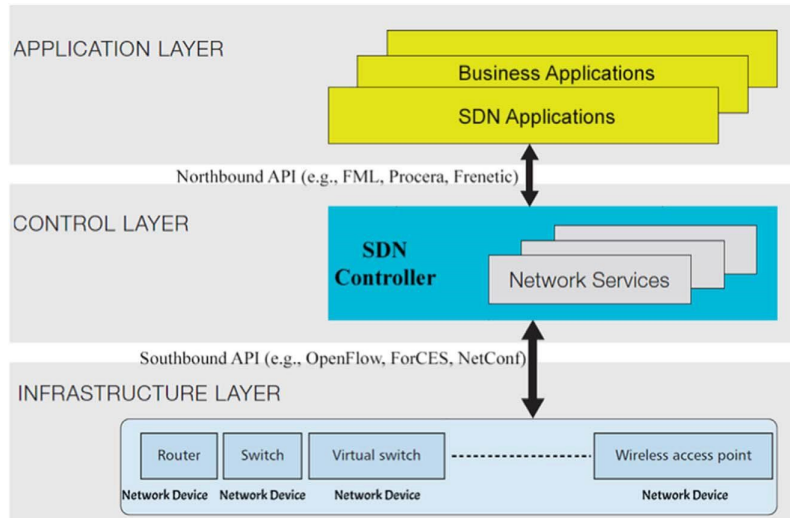 APPLICATION LAYER
Business Applications
SDN Applications
Northbound API (e.g., FML, Procera, Frenetic)
CONTROL LAYER
SDN
Controller
Network Services
Southbound API (e.g., OpenFlow, ForCES, NetConf)
INFRASTRUCTURE LAYER
Router
Switch
Virtual switch
Wireless access point
Network Device
Network Device
Network Device
Network Device